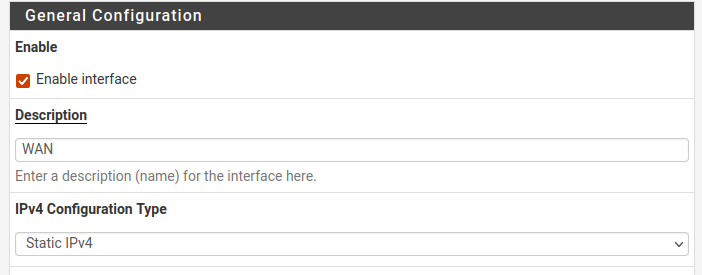 General Configuration
Enable
Enable interface
Description
WAN
Enter a description (name) for the interface here.
IPv4 Configuration Type
Static IPv4